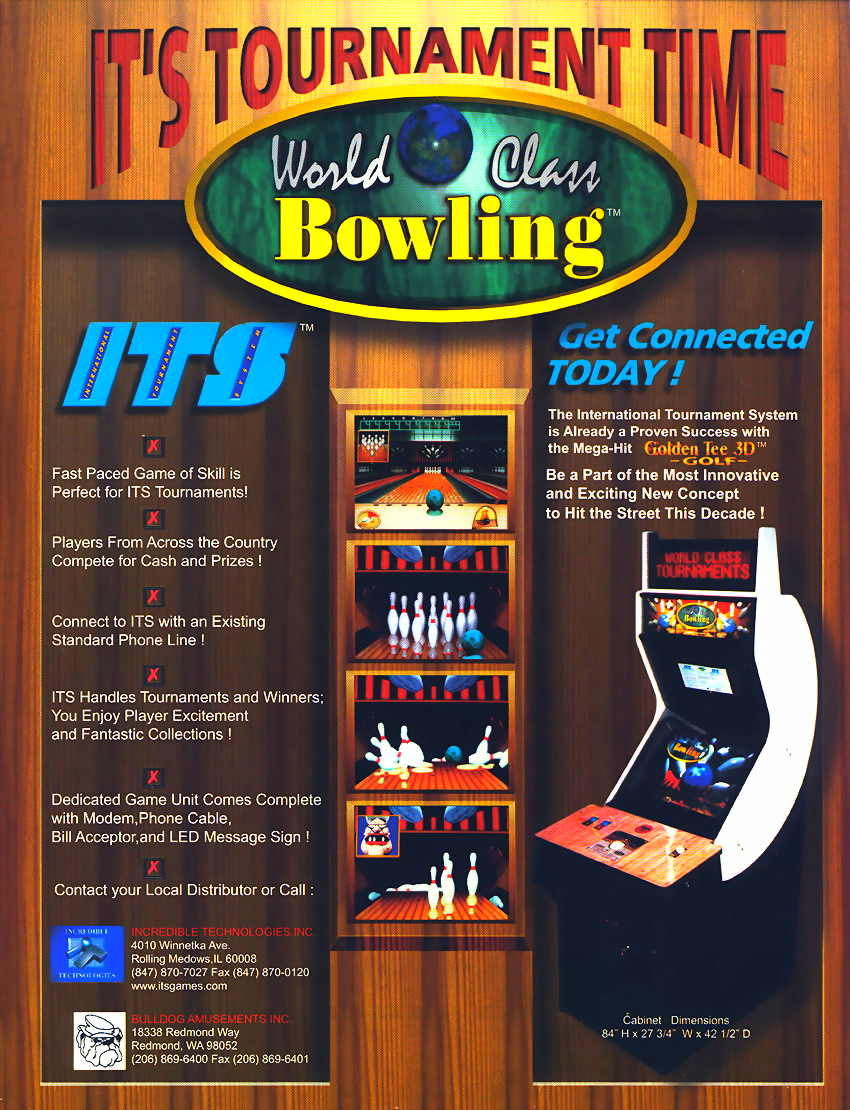 IT'S TOURNAMENT TIME
World Class
Bowling™
ITS™
INTERNATIONAL
TOURNAMENT
SYSTEM
Fast Paced Game of Skill is
Perfect for ITS Tournaments!
Players From Across the Country
Compete for Cash and Prizes !
Connect to ITS with an Existing
Standard Phone Line !
ITS Handles Tournaments and Winners;
You Enjoy Player Excitement
and Fantastic Collections !
Dedicated Game Unit Comes Complete
with Modem,Phone Cable,
Bill Acceptor,and LED Message Sign !
Contact your Local Distributor or Call :
INCREDIBLE
TECHNOLOGIES
INCREDIBLE TECHNOLOGIES,INC.
4010 Winnetka Ave.
Rolling Medows,IL 60008
(847) 870-7027 Fax (847) 870-0120
www.itsgames.com
BULLDOG AMUSEMENTS INC.
18338 Redmond Way
Redmond, WA 98052
(206) 869-6400 Fax (206) 869-6401
Get Connected
TODAY !
The International Tournament System
is Already a Proven Success with
the Mega-Hit Golden Tee 3D™
-GOLF-
Be a Part of the Most Innovative
and Exciting New Concept
to Hit the Street This Decade !
WORLD CLASS
TOURNAMENTS
Bowling
Bowling
Cabinet Dimensions
84" H x 27 3/4" W x 42 1/2" D